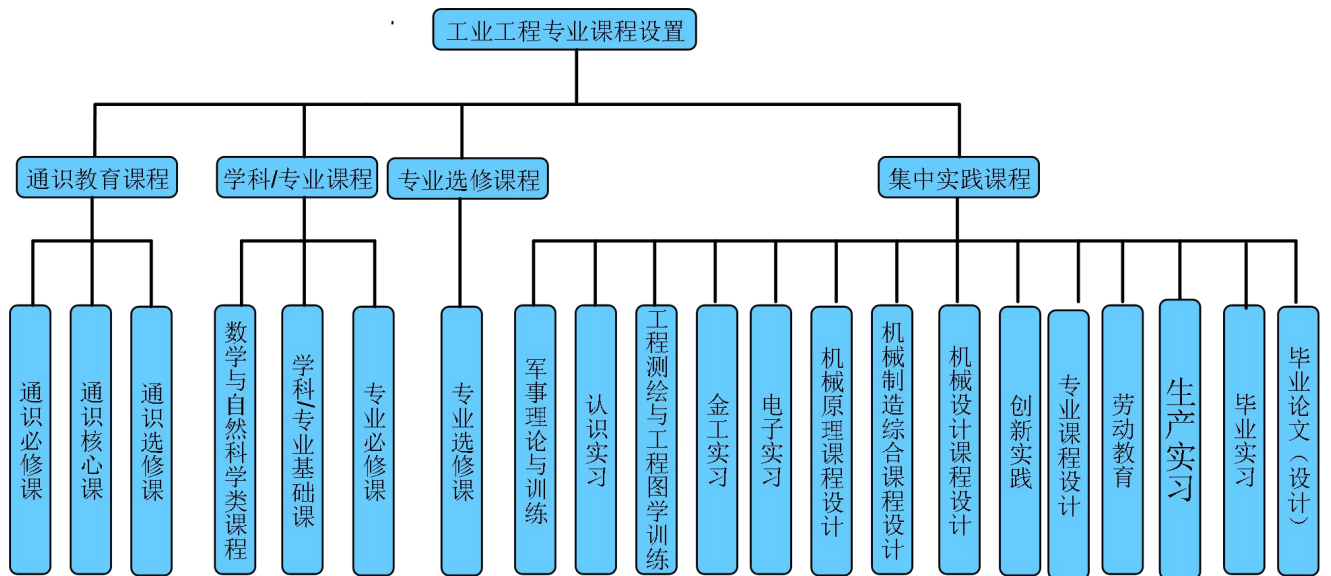 工业工程专业课程设置
通识教育课程
学科/专业课程
专业选修课程
集中实践课程
通识必修课
通识核心课
通识选修课
数学与自然科学类课程
学科/专业基础课
专业必修课
专业选修课
军事理论与训练
认识实习
工程测绘与工程图学训练
金工实习
电子实习
机械原理课程设计
机械制造综合课程设计
机械设计课程设计
创新实践
专业课程设计
劳动教育
生产实习
毕业实习
毕业论文（设计）